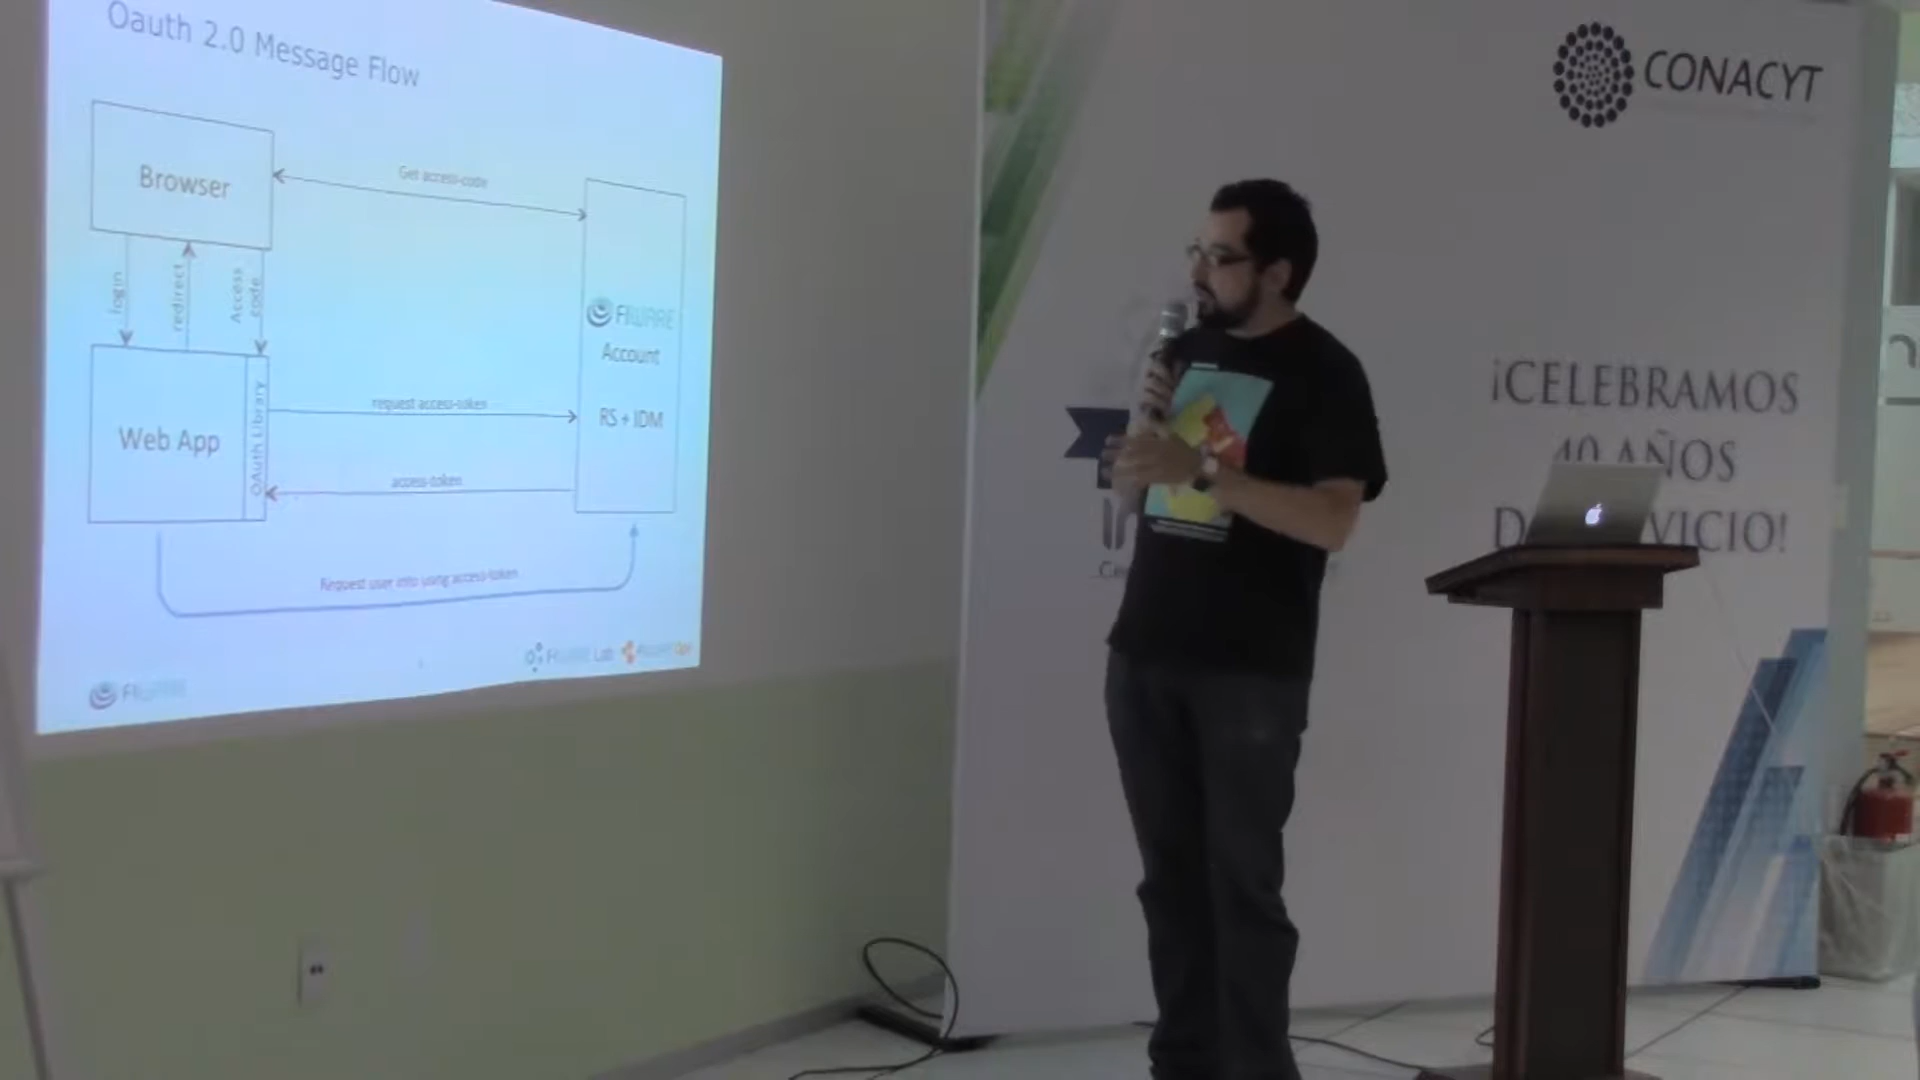 Oauth 2.0 Message Flow
Browser
Get access-code
login
redirect
Access
code
FIWARE
Account
RS + IDM
Web App
OAuth Library
request access-token
access-token
Request user info using access-token
FIWARE Lab
FIWARE
CONACYT
¡CELEBRAMOS
40 AÑOS